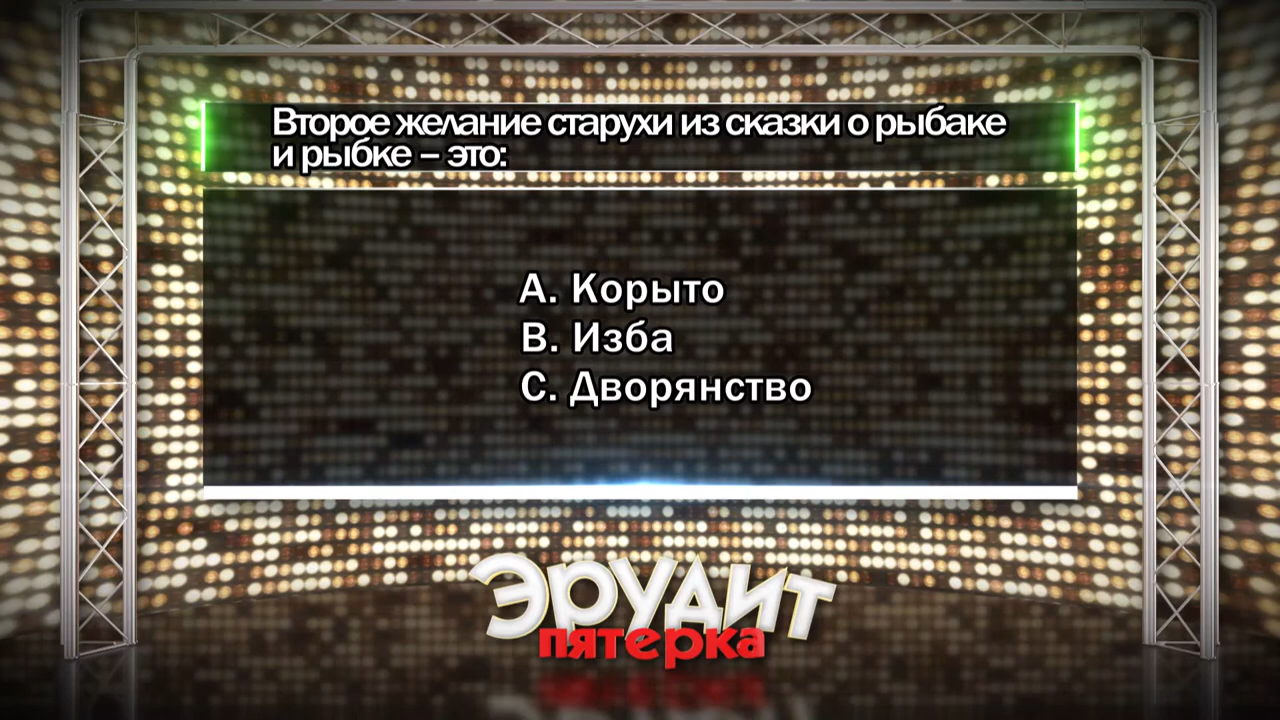 Второе желание старухи из сказки о рыбаке
и рыбке – это:
A. Корыто
B. Изба
C. Дворянство
Эрудит
пятерка